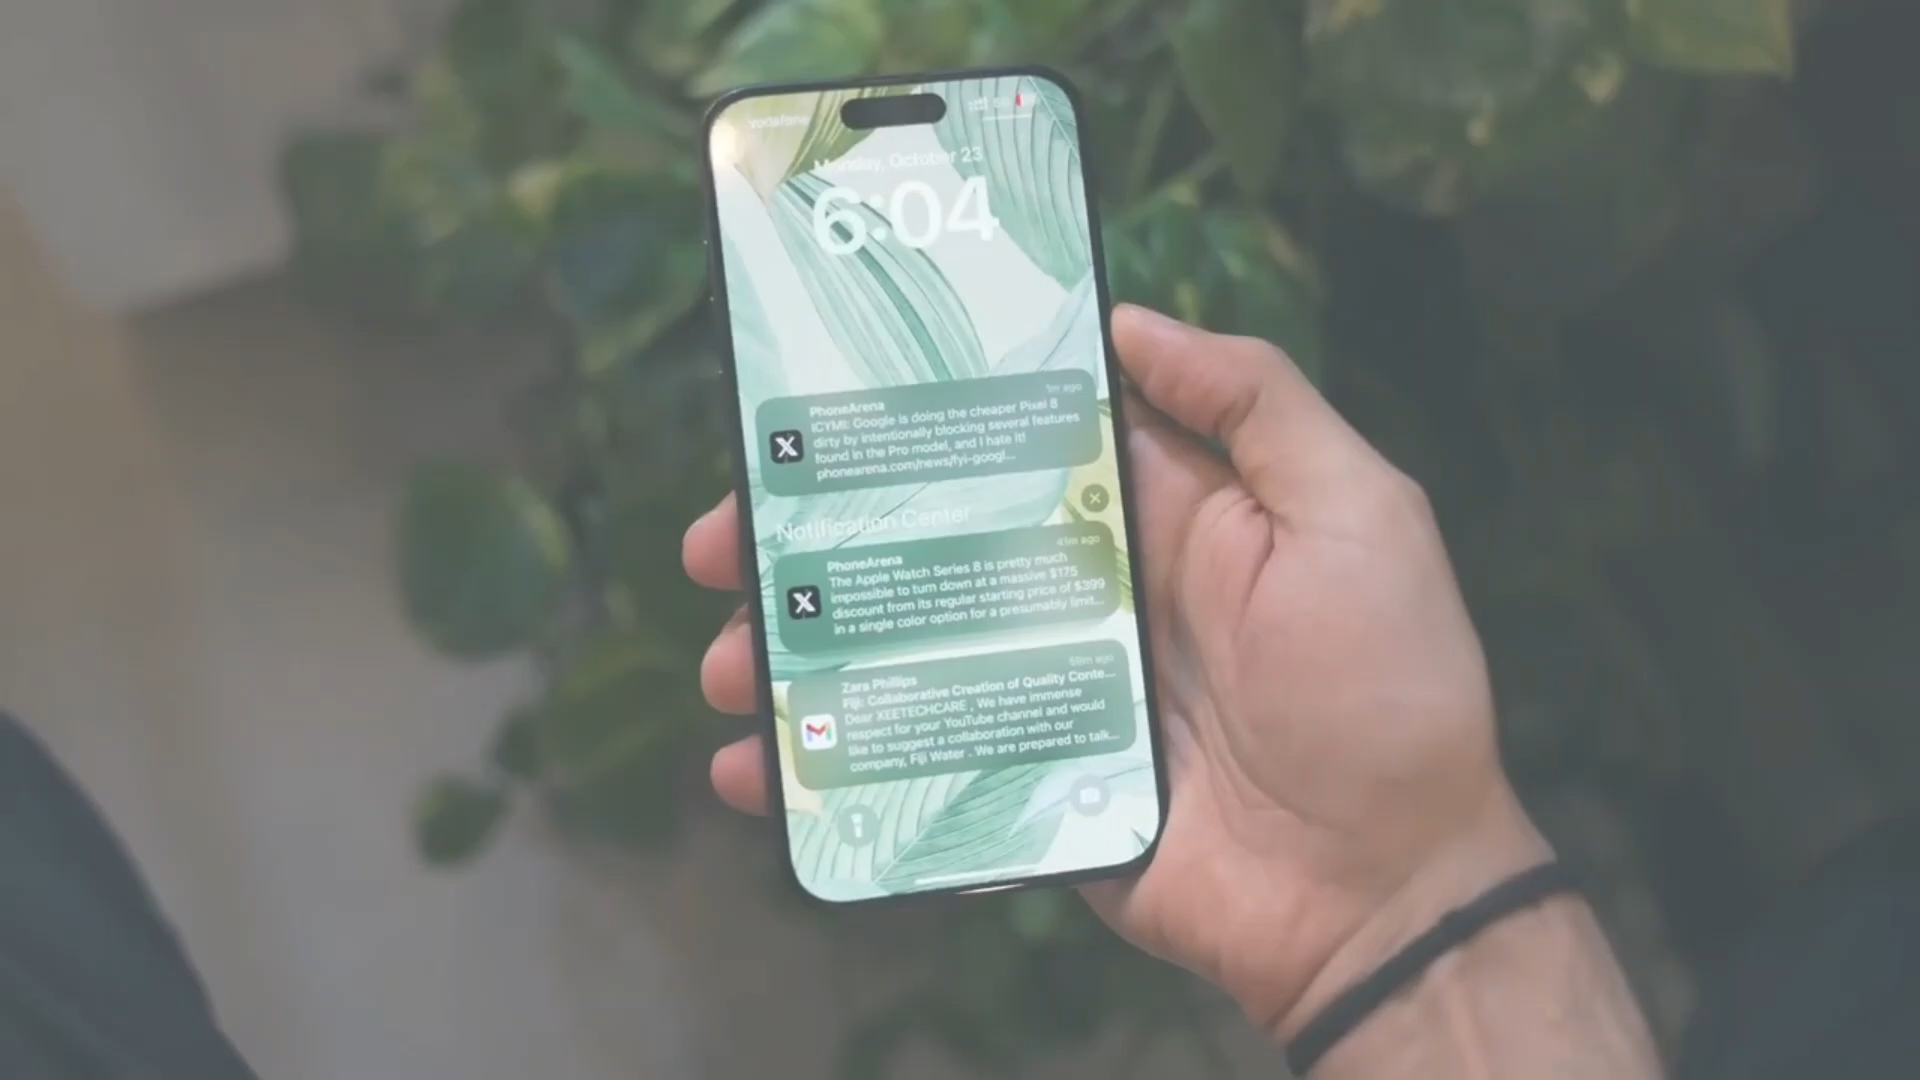 vodafone
Monday, October 23
6:04
PhoneArena
1m ago
ICYMI: Google is doing the cheaper Pixel 8
dirty by intentionally blocking several features
found in the Pro model, and I hate it!
phonearena.com/news/fyi-googl...
Notification Center
PhoneArena
41m ago
The Apple Watch Series 8 is pretty much
impossible to turn down at a massive $175
discount from its regular starting price of $399
in a single color option for a presumably limit...
Zara Phillips
59m ago
Fiji: Collaborative Creation of Quality Conte...
Dear XEETECHCARE , We have immense
respect for your YouTube channel and would
like to suggest a collaboration with our
company, Fiji Water . We are prepared to talk...